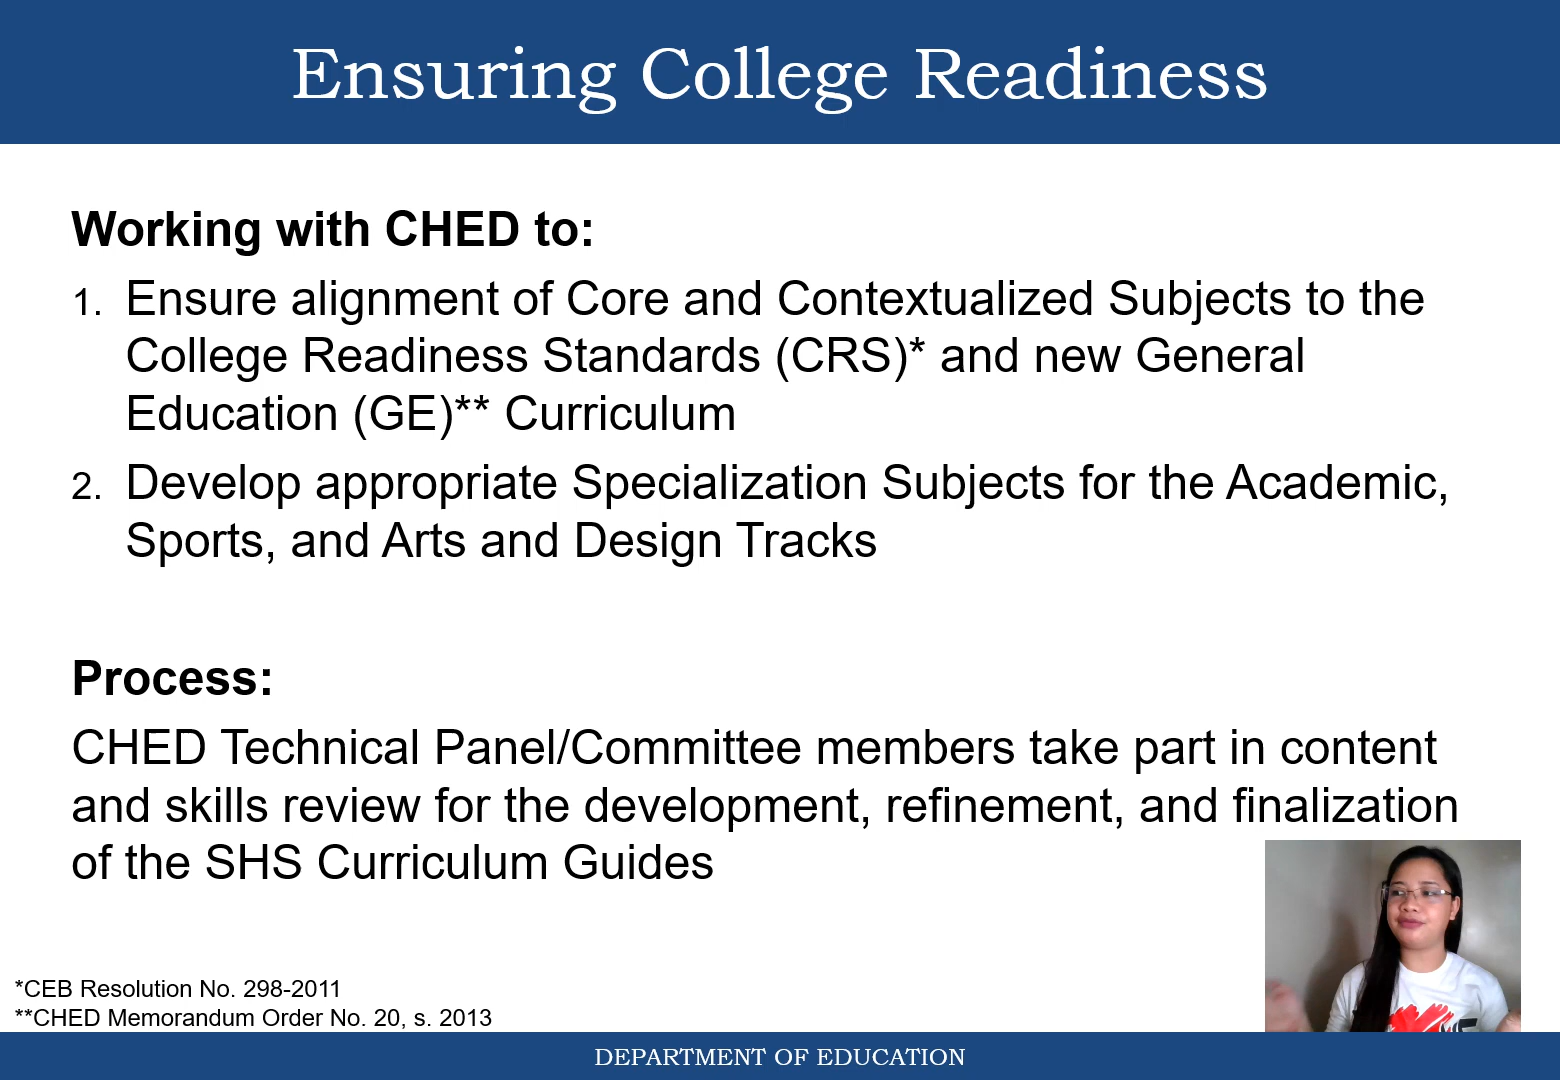 Ensuring College Readiness
Working with CHED to:
1. Ensure alignment of Core and Contextualized Subjects to the
College Readiness Standards (CRS)* and new General
Education (GE)** Curriculum
2. Develop appropriate Specialization Subjects for the Academic,
Sports, and Arts and Design Tracks
Process:
CHED Technical Panel/Committee members take part in content
and skills review for the development, refinement, and finalization
of the SHS Curriculum Guides
*CEB Resolution No. 298-2011
**CHED Memorandum Order No. 20, s. 2013
DEPARTMENT OF EDUCATION